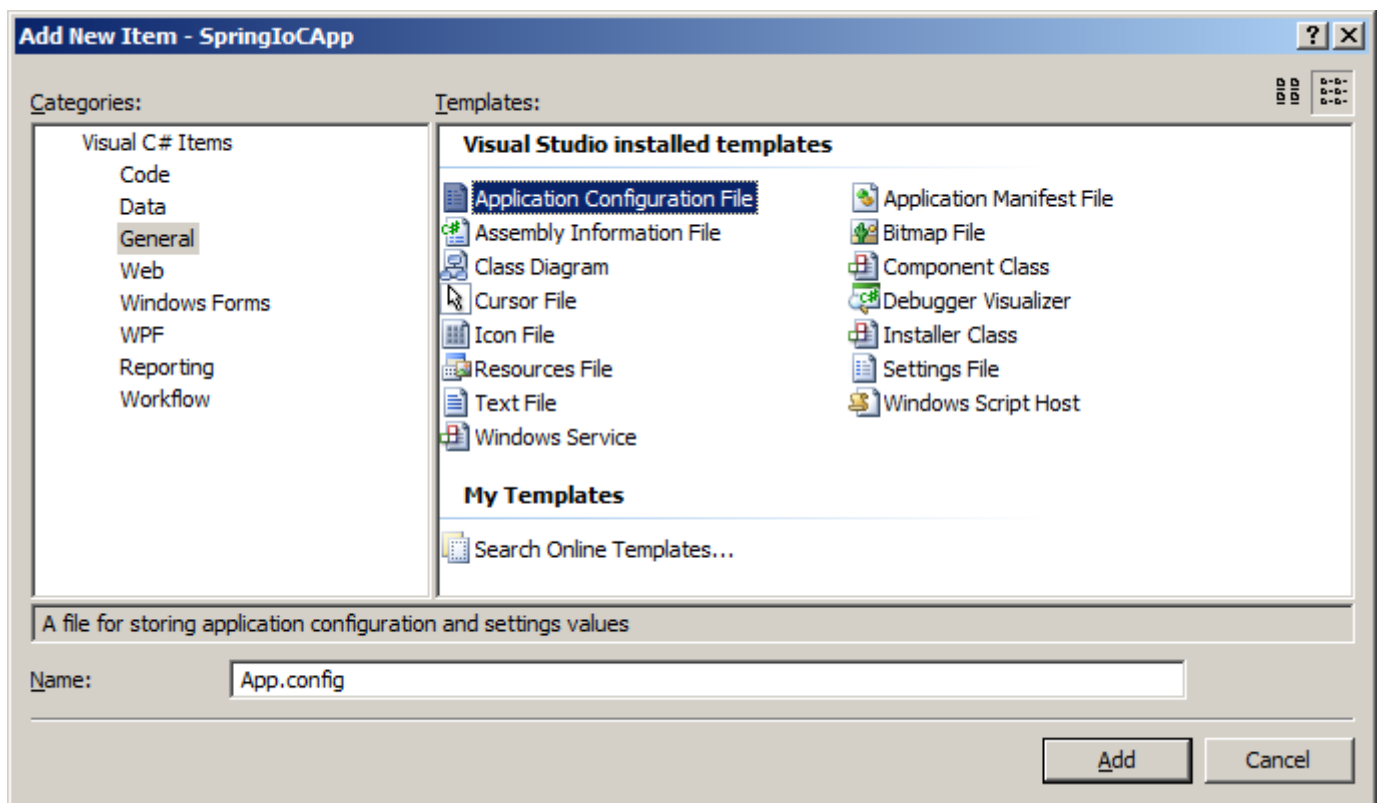 Add New Item - SpringIoCApp
Categories:
Templates:
Visual C# Items
Code
Data
General
Web
Windows Forms
WPF
Reporting
Workflow
Visual Studio installed templates
Application Configuration File
Application Manifest File
Assembly Information File
Bitmap File
Class Diagram
Component Class
Cursor File
Debugger Visualizer
Icon File
Installer Class
Resources File
Settings File
Text File
Windows Script Host
Windows Service
My Templates
Search Online Templates...
A file for storing application configuration and settings values
Name:
App.config
Add
Cancel